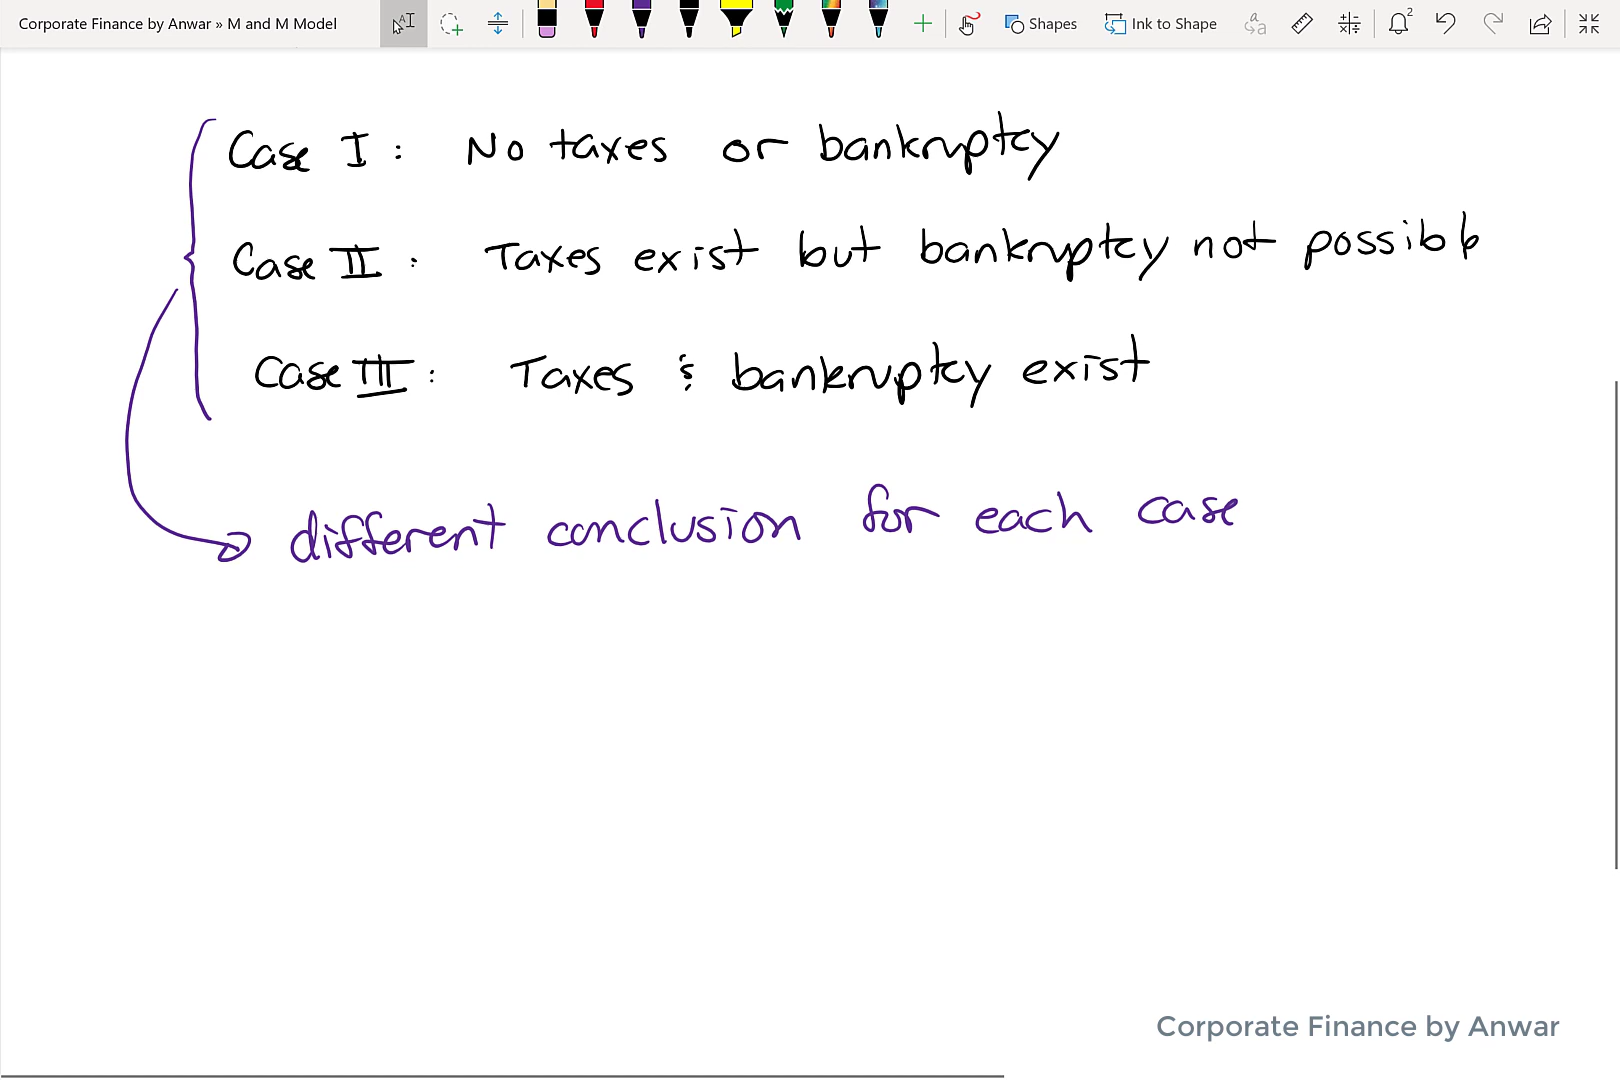 Corporate Finance by Anwar » M and M Model
Shapes
Ink to Shape
2
Case I : No taxes or bankruptcy
Case II : Taxes exist but bankruptcy not possible
Case III : Taxes & bankruptcy exist
different conclusion for each case
Corporate Finance by Anwar